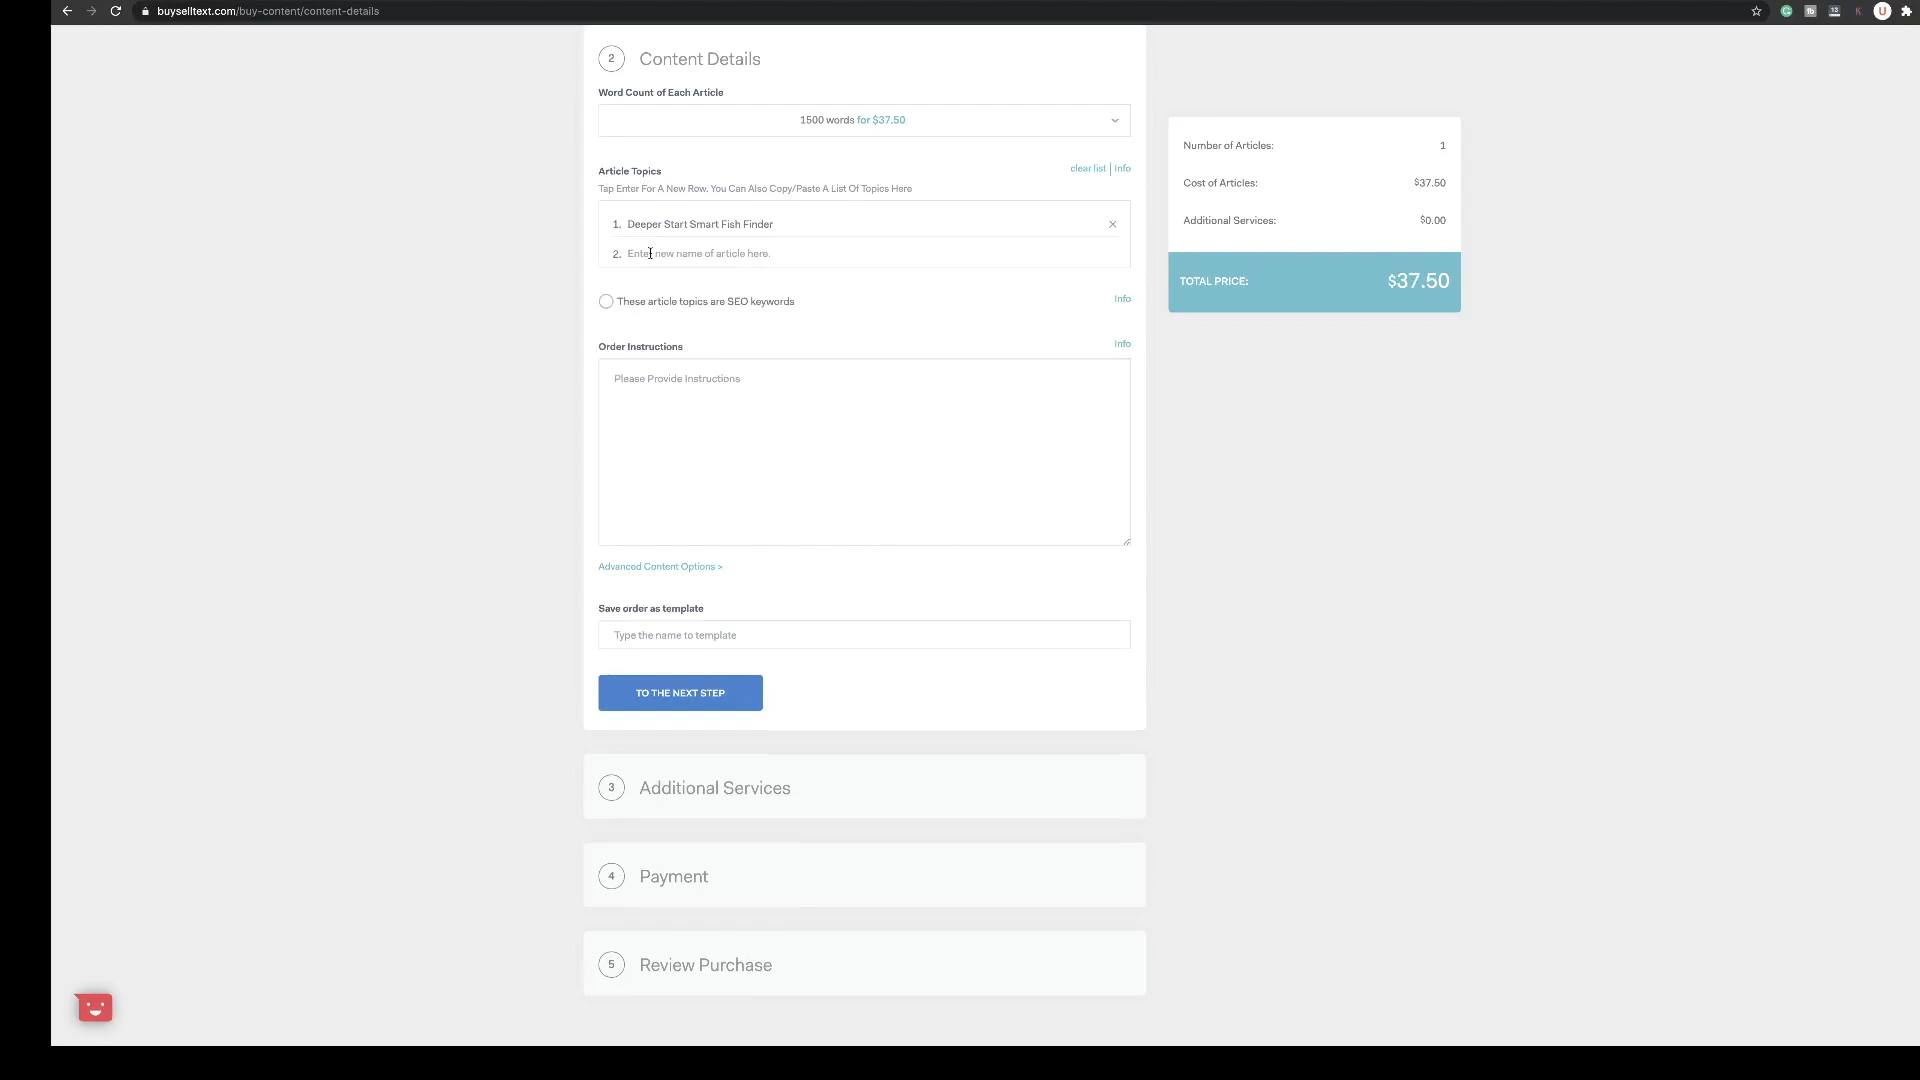 buyselltext.com/buy-content/content-details
fb
13
K
U
2 Content Details
Word Count of Each Article
1500 words for $37.50
Article Topics
clear list | Info
Tap Enter For A New Row. You Can Also Copy/Paste A List Of Topics Here
1. Deeper Start Smart Fish Finder
2. Enter new name of article here.
These article topics are SEO keywords
Info
Order Instructions
Info
Please Provide Instructions
Advanced Content Options >
Save order as template
Type the name to template
TO THE NEXT STEP
3 Additional Services
4 Payment
5 Review Purchase
Number of Articles: 1
Cost of Articles: $37.50
Additional Services: $0.00
TOTAL PRICE: $37.50